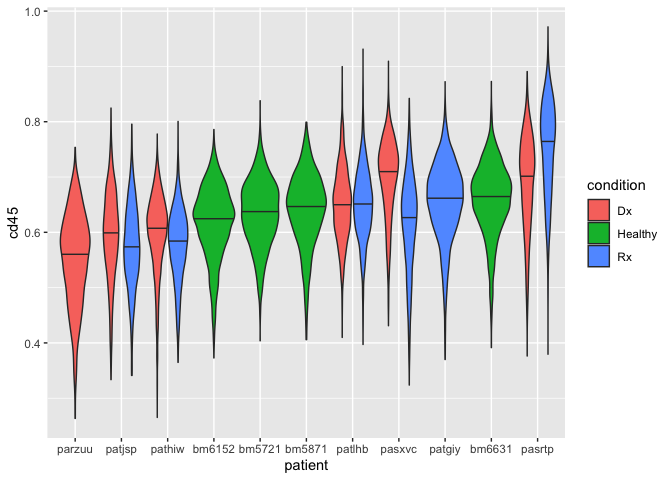 1.0
0.8
0.6
0.4
cd45
parzuu patjsp pathiw bm6152 bm5721 bm5871 patlhb pasxvc patgiy bm6631 pasrtp
patient
condition
Dx
Healthy
Rx